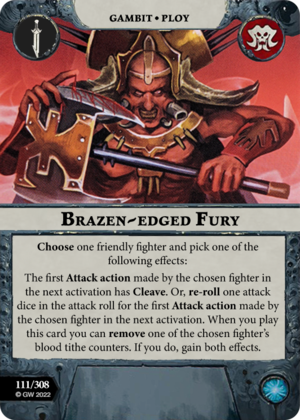 GAMBIT • PLOY
BRAZEN-EDGED FURY
Choose one friendly fighter and pick one of the
following effects:
The first Attack action made by the chosen fighter in
the next activation has Cleave. Or, re-roll one attack
dice in the attack roll for the first Attack action made by
the chosen fighter in the next activation. When you play
this card you can remove one of the chosen fighter's
blood tithe counters. If you do, gain both effects.
111/308
© GW 2022